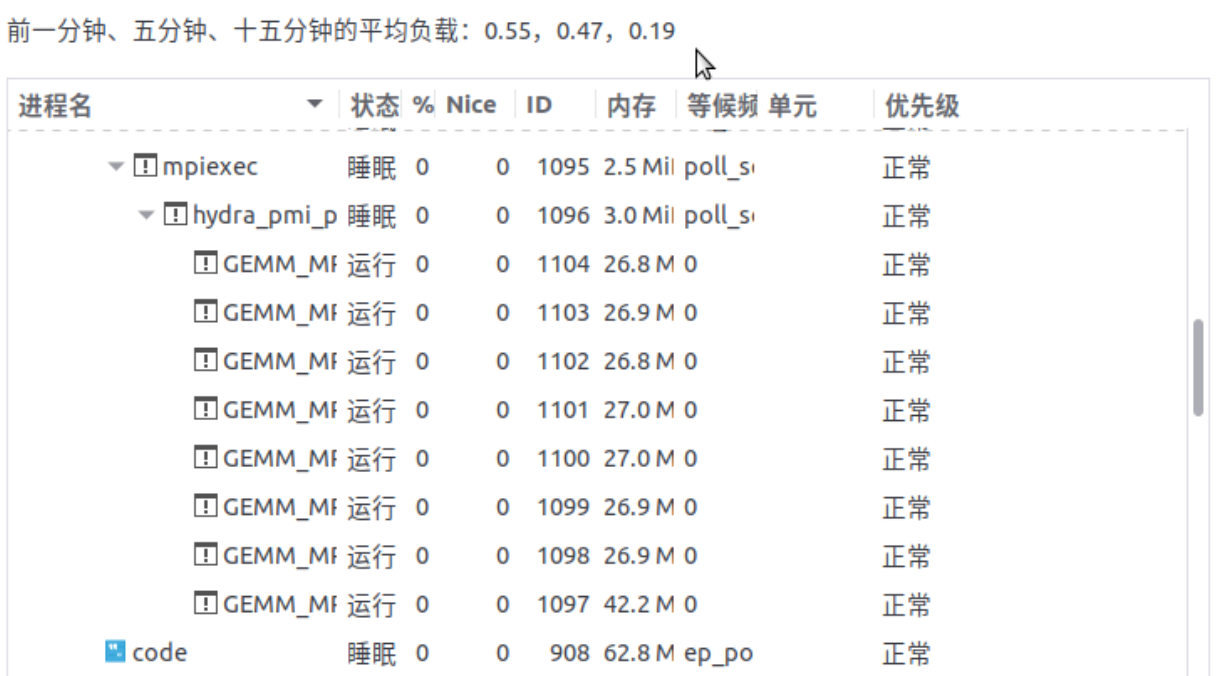 前一分钟、五分钟、十五分钟的平均负载：0.55，0.47，0.19
进程名 状态 % Nice ID 内存 等候频 单元 优先级
mpiexec 睡眠 0 0 1095 2.5 Mi poll_s 正常
hydra_pmi_p 睡眠 0 0 1096 3.0 Mi poll_s 正常
GEMM_MP 运行 0 0 1104 26.8 M 0 正常
GEMM_MP 运行 0 0 1103 26.9 M 0 正常
GEMM_MP 运行 0 0 1102 26.8 M 0 正常
GEMM_MP 运行 0 0 1101 27.0 M 0 正常
GEMM_MP 运行 0 0 1100 27.0 M 0 正常
GEMM_MP 运行 0 0 1099 26.9 M 0 正常
GEMM_MP 运行 0 0 1098 26.9 M 0 正常
GEMM_MP 运行 0 0 1097 42.2 M 0 正常
code 睡眠 0 0 908 62.8 M ep_po 正常